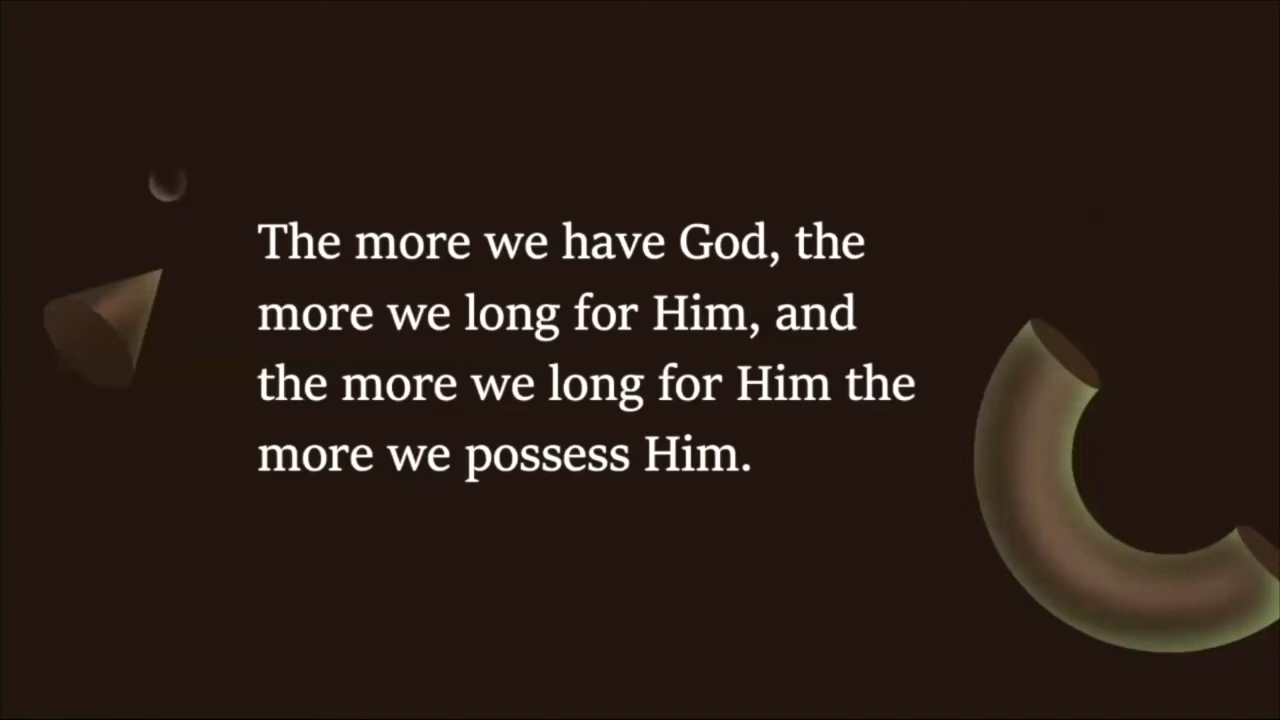 The more we have God, the
more we long for Him, and
the more we long for Him the
more we possess Him.